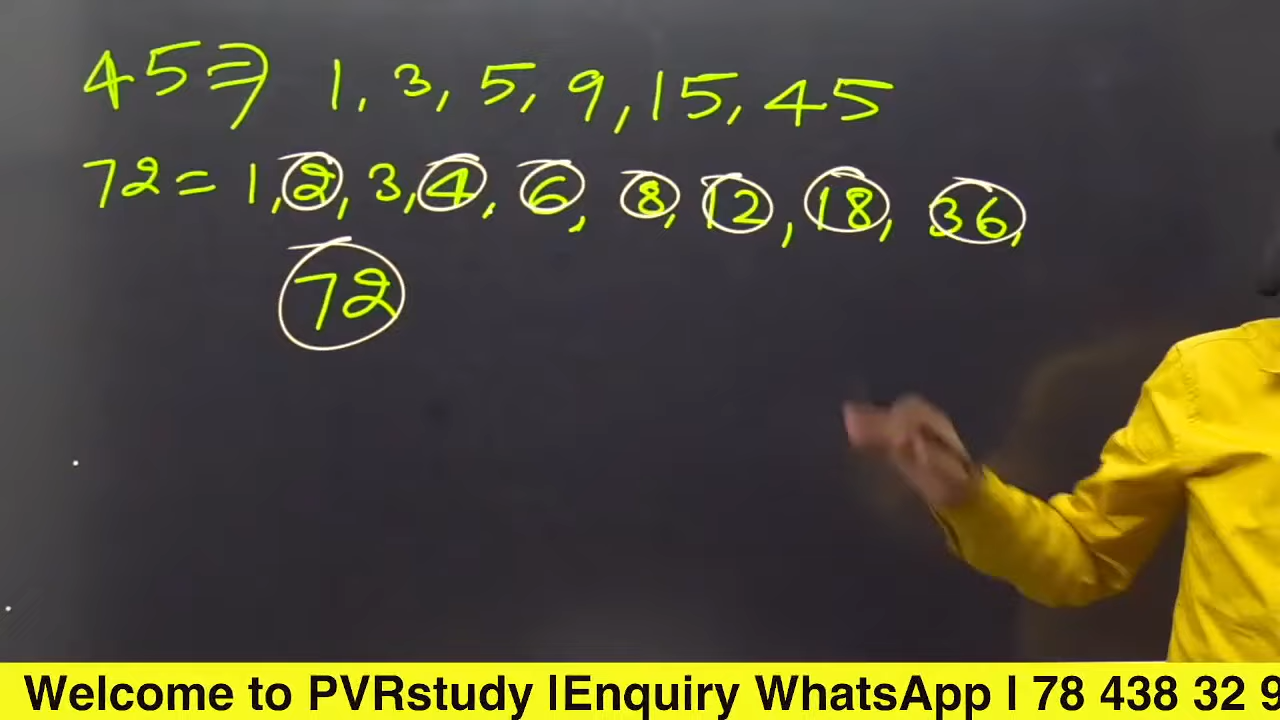 45⇒ 1, 3, 5, 9, 15, 45
72 = 1, 2, 3, 4, 6, 8, 12, 18, 36,
72
Welcome to PVRstudy |Enquiry WhatsApp | 78 438 32 9